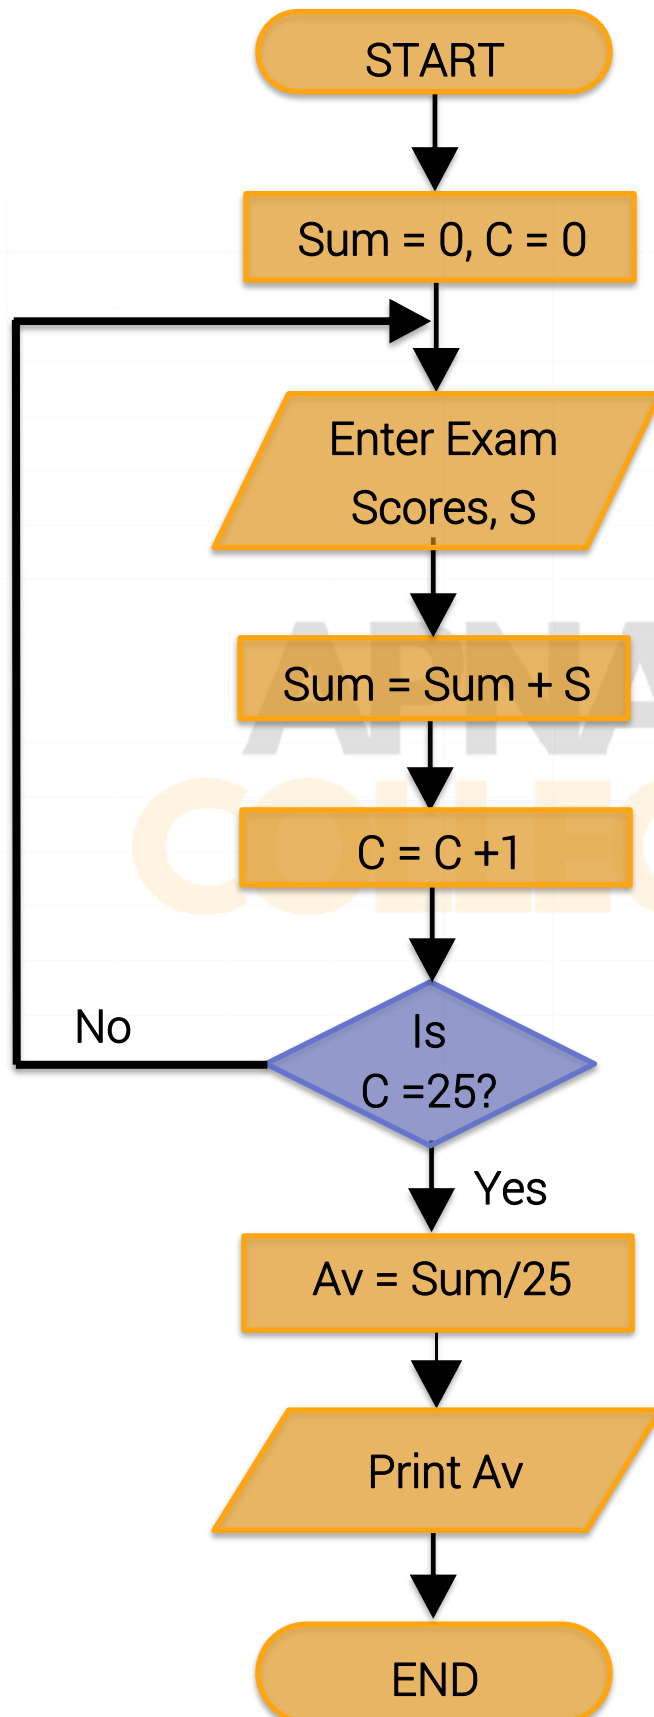 START
Sum = 0, C = 0
Enter Exam
Scores, S
Sum = Sum + S
C = C +1
No
Is
C =25?
Yes
Av = Sum/25
Print Av
END